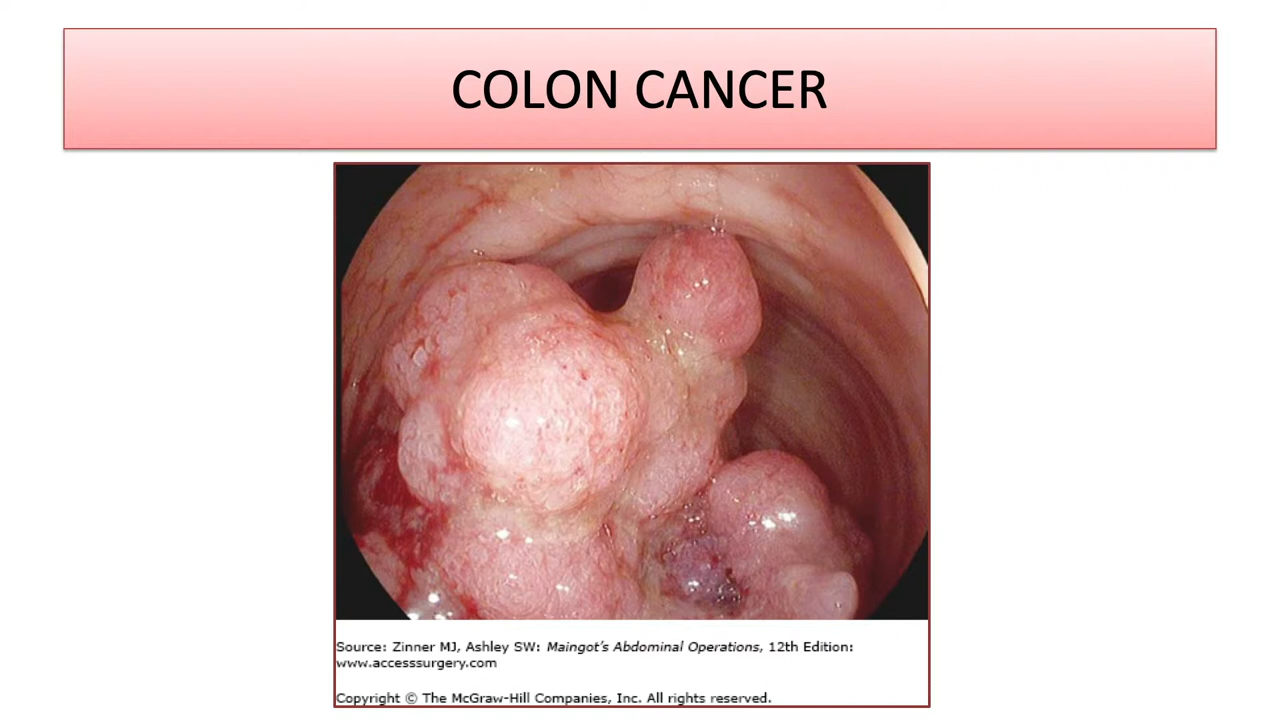 COLON CANCER
Source: Zinner MJ, Ashley SW: Maingot's Abdominal Operations, 12th Edition:
www.accesssurgery.com
Copyright © The McGraw-Hill Companies, Inc. All rights reserved.